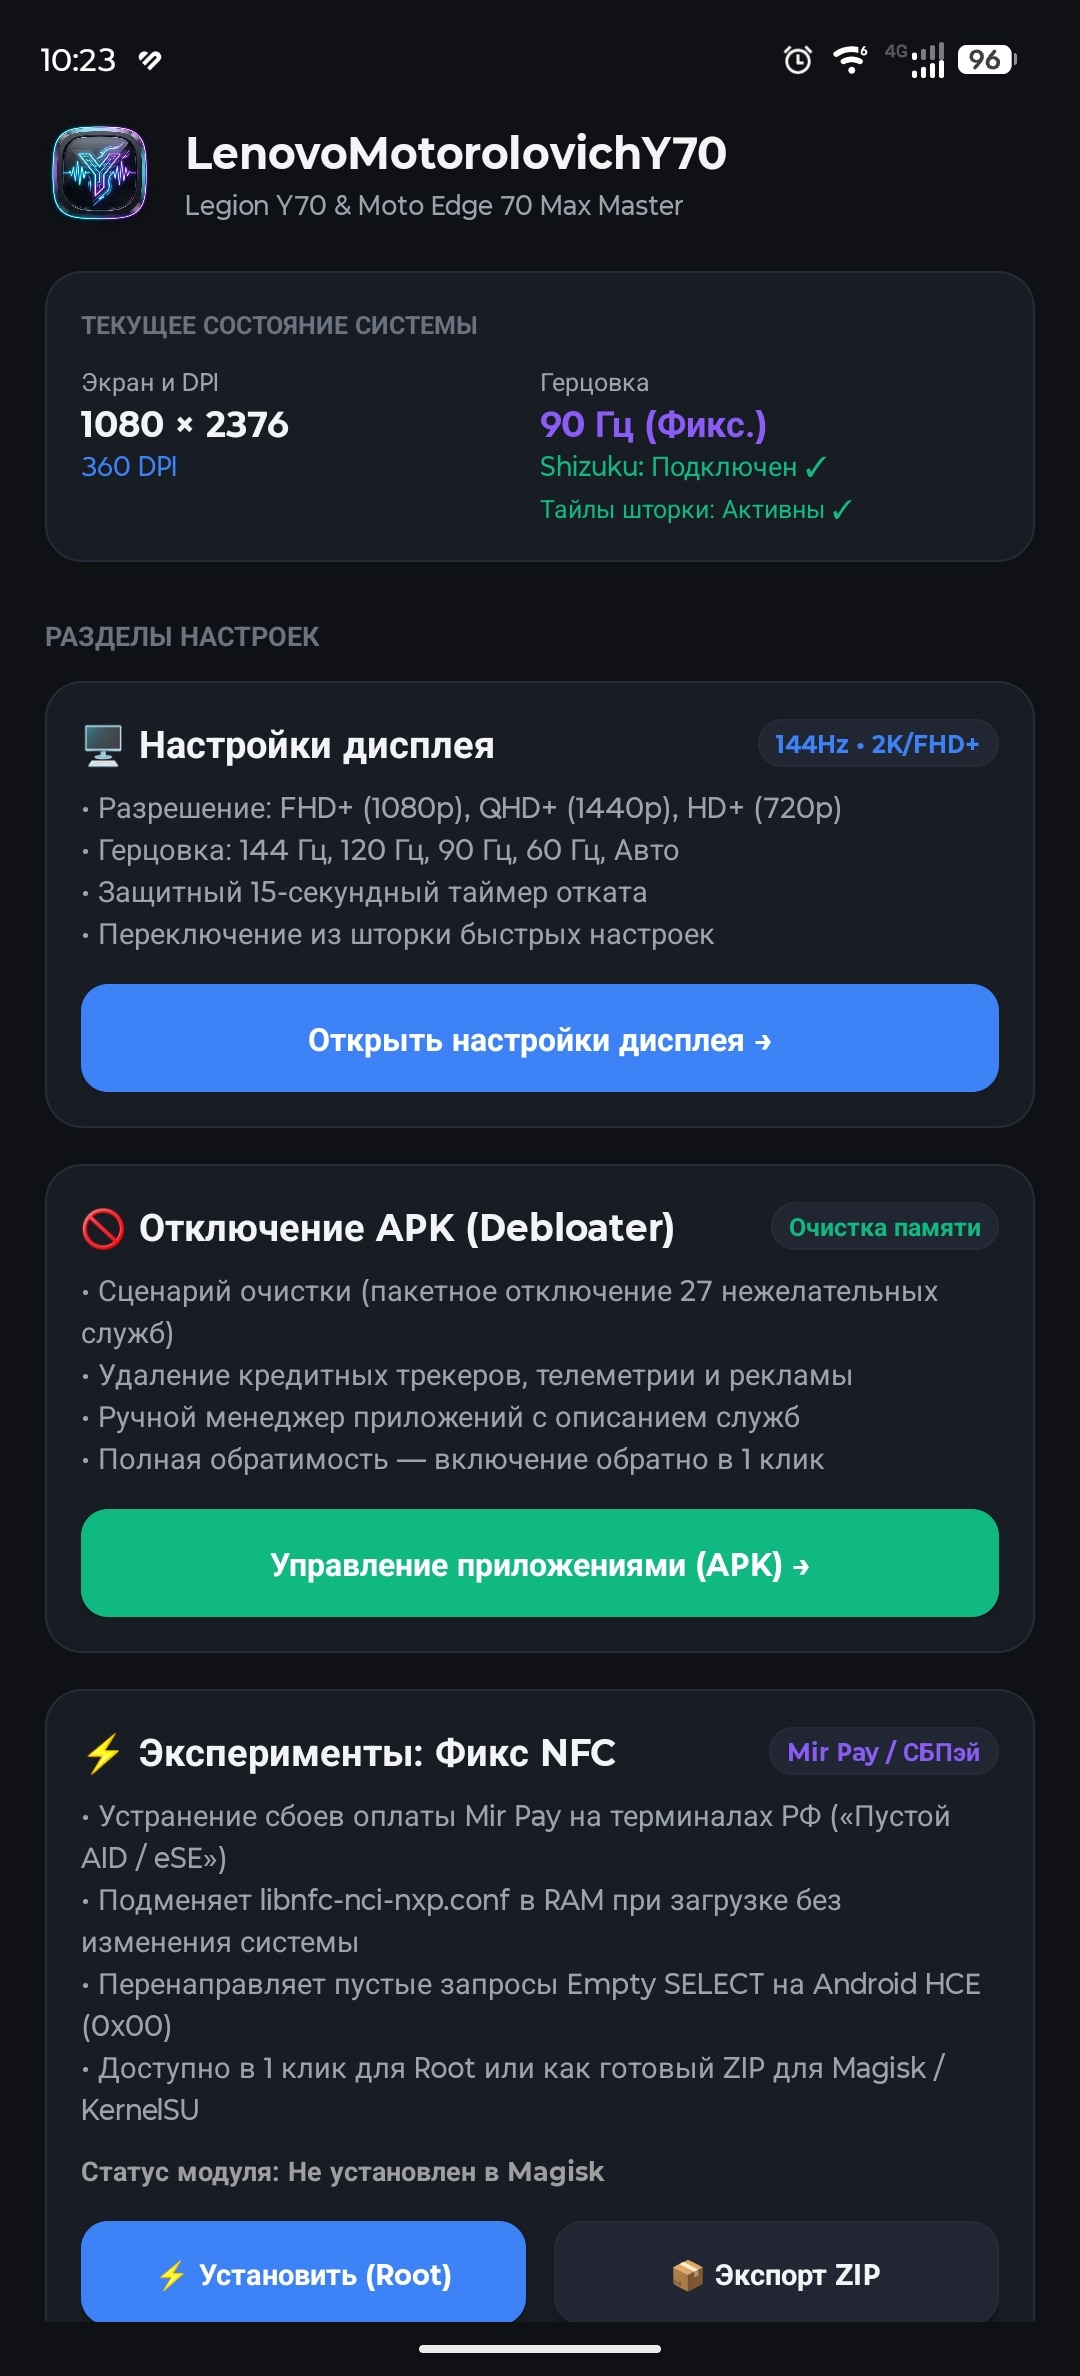 10:23
6 4G 96
LenovoMotorolovichY70
Legion Y70 & Moto Edge 70 Max Master
ТЕКУЩЕЕ СОСТОЯНИЕ СИСТЕМЫ
Экран и DPI
1080 × 2376
360 DPI
Герцовка
90 Гц (Фикс.)
Shizuku: Подключен ✓
Тайлы шторки: Активны ✓
РАЗДЕЛЫ НАСТРОЕК
🖥️ Настройки дисплея
144Hz • 2K/FHD+
• Разрешение: FHD+ (1080p), QHD+ (1440p), HD+ (720p)
• Герцовка: 144 Гц, 120 Гц, 90 Гц, 60 Гц, Авто
• Защитный 15-секундный таймер отката
• Переключение из шторки быстрых настроек
Открыть настройки дисплея →
🚫 Отключение APK (Debloater)
Очистка памяти
• Сценарий очистки (пакетное отключение 27 нежелательных
служб)
• Удаление кредитных трекеров, телеметрии и рекламы
• Ручной менеджер приложений с описанием служб
• Полная обратимость — включение обратно в 1 клик
Управление приложениями (APK) →
⚡ Эксперименты: Фикс NFC
Mir Pay / СБПэй
• Устранение сбоев оплаты Mir Pay на терминалах РФ («Пустой
AID / eSE»)
• Подменяет libnfc-nci-nxp.conf в RAM при загрузке без
изменения системы
• Перенаправляет пустые запросы Empty SELECT на Android HCE
(0x00)
• Доступно в 1 клик для Root или как готовый ZIP для Magisk /
KernelSU
Статус модуля: Не установлен в Magisk
⚡ Установить (Root)
📦 Экспорт ZIP